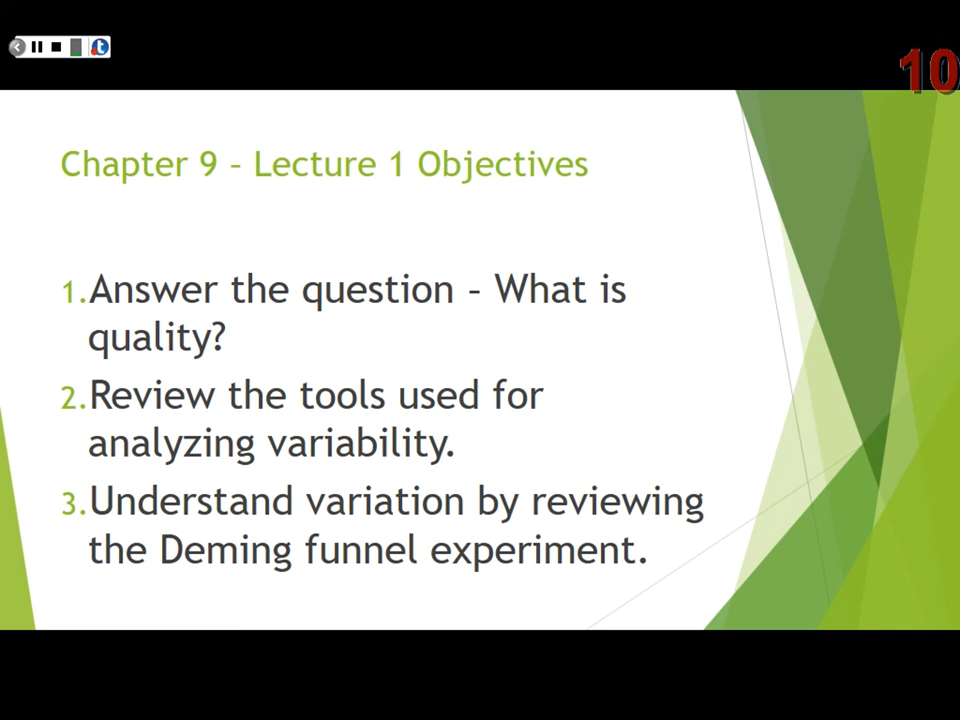 10
Chapter 9 – Lecture 1 Objectives
1.Answer the question – What is
quality?
2.Review the tools used for
analyzing variability.
3.Understand variation by reviewing
the Deming funnel experiment.